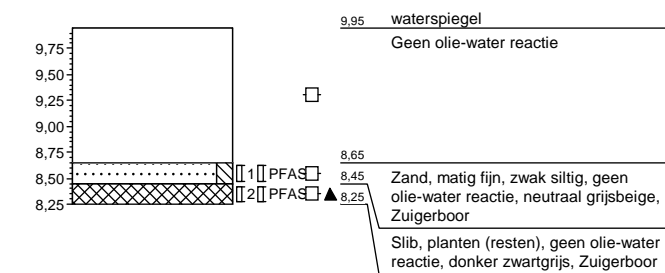 9,95 waterspiegel
Geen olie-water reactie
9,75
9,50
9,25
9,00
8,75
8,50
8,25
1 PFAS
2 PFAS
8,65
8,45 Zand, matig fijn, zwak siltig, geen
olie-water reactie, neutraal grijsbeige,
Zuigerboor
8,25
Slib, planten (resten), geen olie-water
reactie, donker zwartgrijs, Zuigerboor